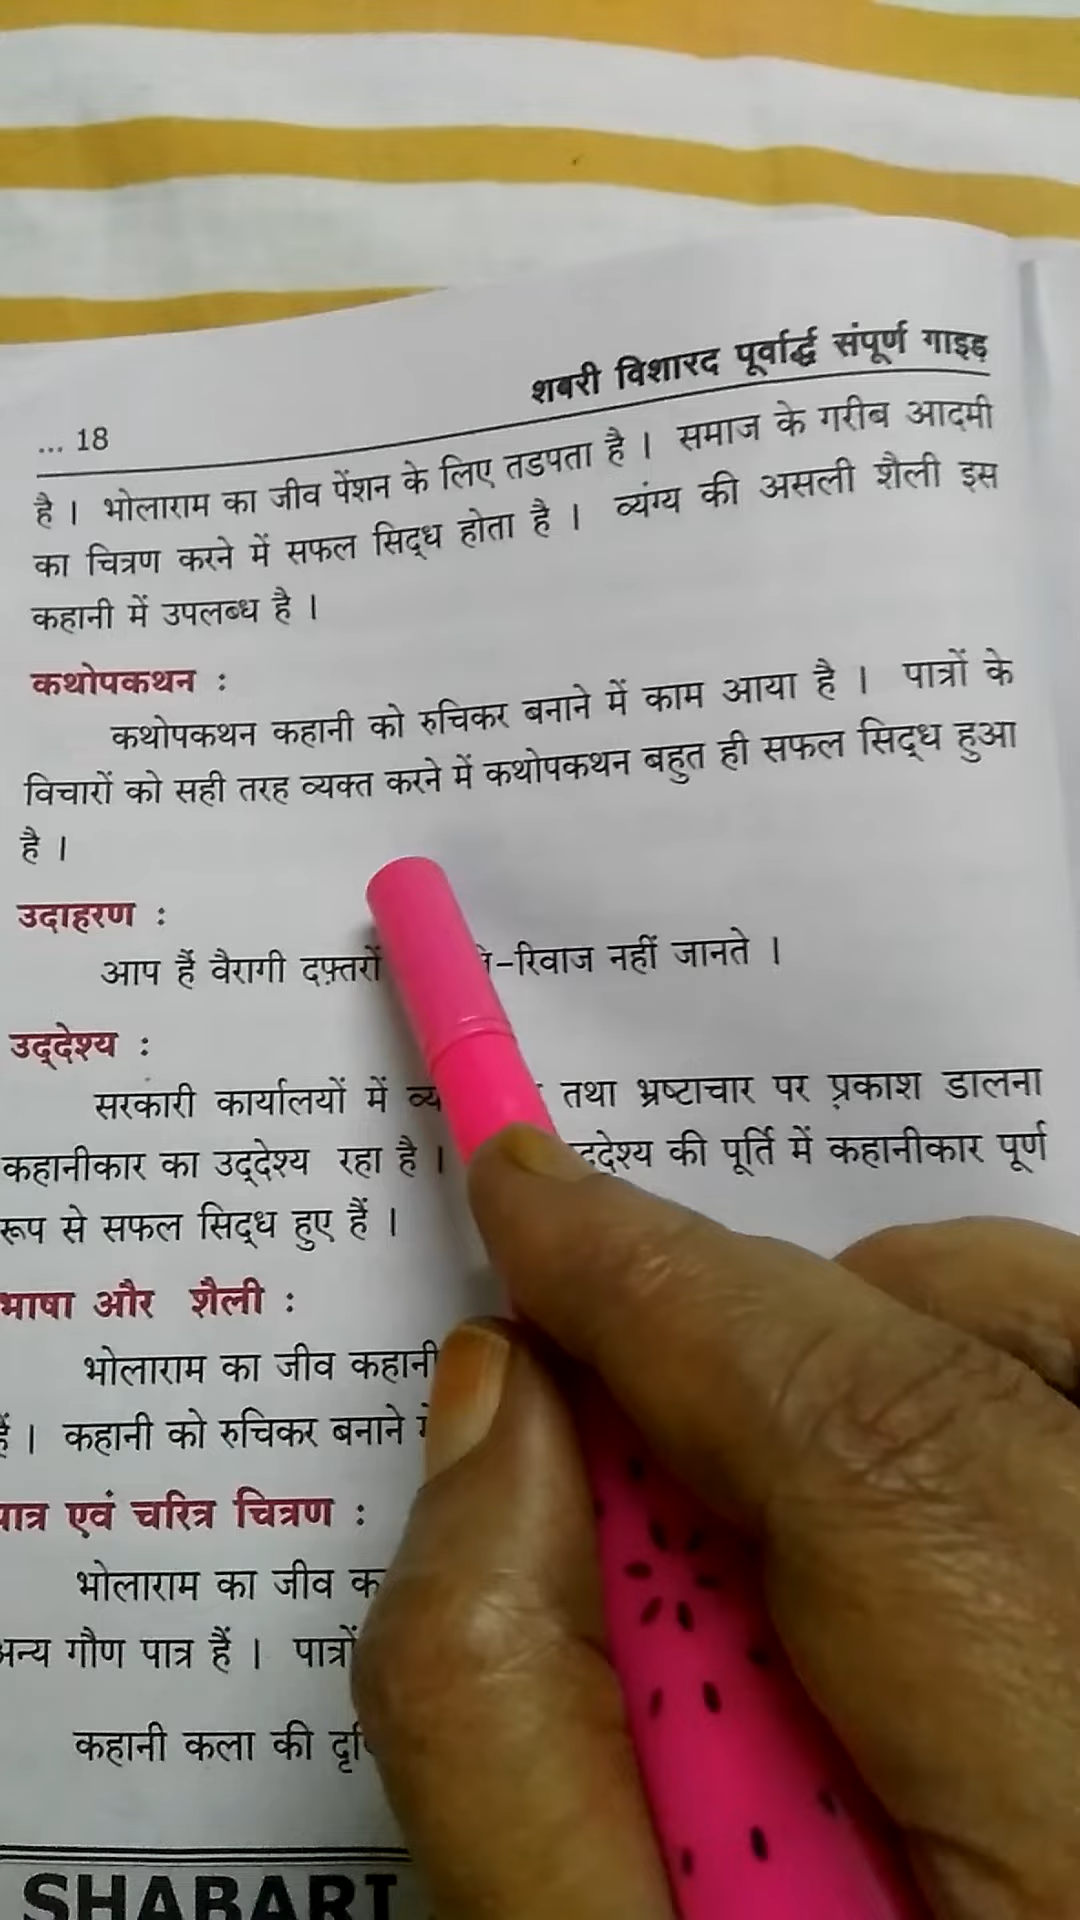 शबरी विशारद पूर्वार्द्ध संपूर्ण गाइड़
... 18
है । भोलाराम का जीव पेंशन के लिए तडपता है । समाज के गरीब आदमी
का चित्रण करने में सफल सिद्ध होता है । व्यंग्य की असली शैली इस
कहानी में उपलब्ध है ।
कथोपकथन :
कथोपकथन कहानी को रुचिकर बनाने में काम आया है । पात्रों के
विचारों को सही तरह व्यक्त करने में कथोपकथन बहुत ही सफल सिद्ध हुआ
है ।
उदाहरण :
आप हैं वैरागी दफ़्तरों -रिवाज नहीं जानते ।
उद्देश्य :
सरकारी कार्यालयों में तथा भ्रष्टाचार पर प्रकाश डालना
कहानीकार का उद्देश्य रहा है । की पूर्ति में कहानीकार पूर्ण
रूप से सफल सिद्ध हुए हैं ।
भाषा और शैली :
भोलाराम का जीव कहानी
हैं । कहानी को रुचिकर बनाने
पात्र एवं चरित्र चित्रण :
भोलाराम का जीव
अन्य गौण पात्र हैं । पात्रों
कहानी कला की
SHABARI